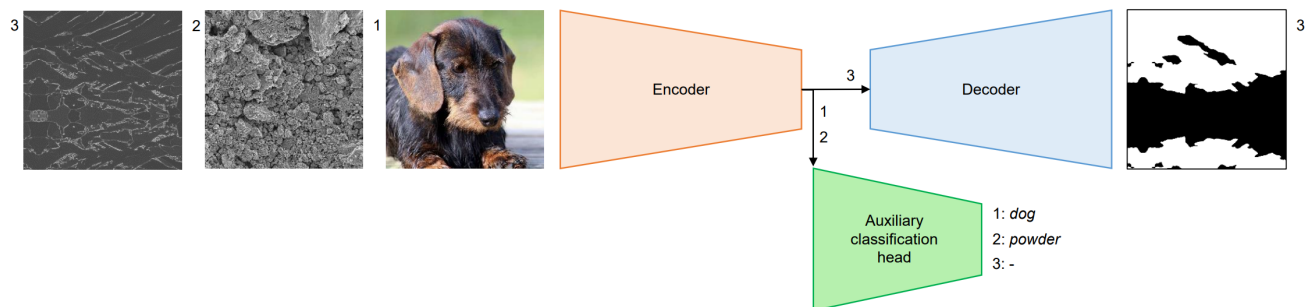 3
2
1
Encoder
3
1
2
Decoder
3
Auxiliary
classification
head
1: dog
2: powder
3: -